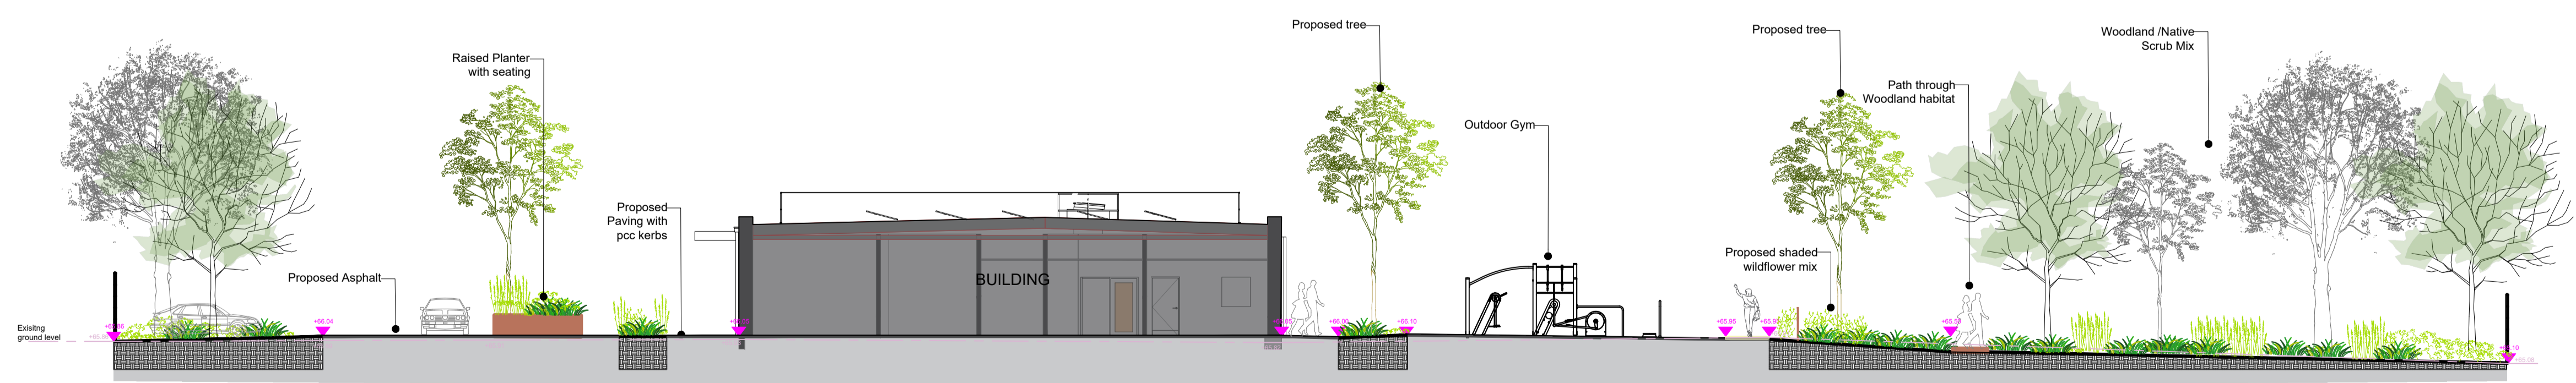 Proposed tree
Proposed tree
Woodland /Native
Scrub Mix
Raised Planter
with seating
Path through
Woodland habitat
Outdoor Gym
Proposed
Paving with
pcc kerbs
Proposed shaded
wildflower mix
Proposed Asphalt
BUILDING
Exisitng
ground level
+66.04
+66.00
+66.10
+65.95